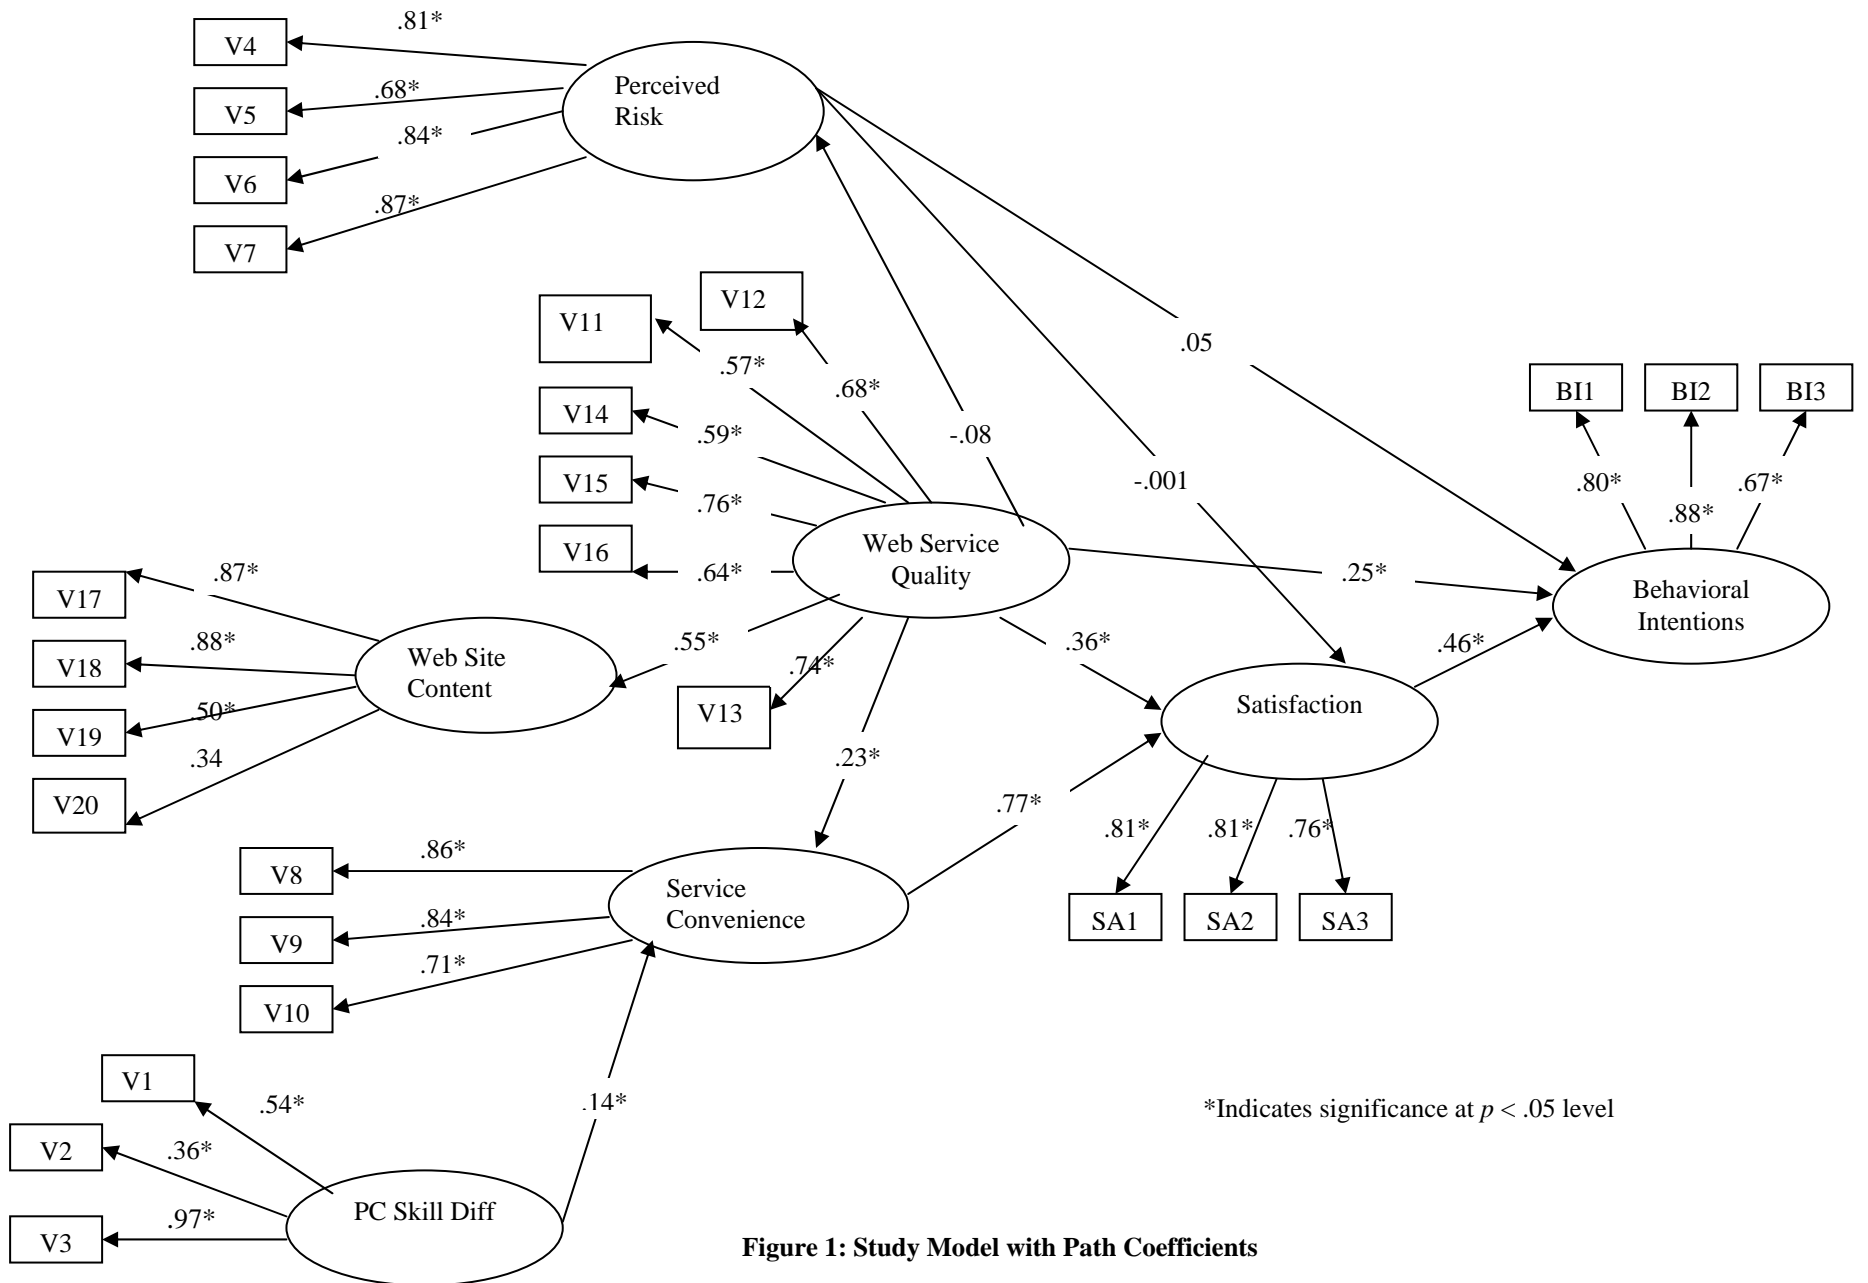 .81*
V4
.68*
V5
.84*
V6
.87*
V7
Perceived
Risk
V12
V11
.57*
.68*
V14
.59*
V15
.76*
V16
.64*
-.08
.05
-.001
BI1
BI2
BI3
.80*
.88*
.67*
Web Service
Quality
.25*
Behavioral
Intentions
.87*
V17
.88*
V18
.50*
V19
.34
V20
Web Site
Content
.55*
.74*
V13
.36*
.46*
Satisfaction
.23*
.77*
.81*
.81*
.76*
SA1
SA2
SA3
.86*
V8
.84*
V9
.71*
V10
Service
Convenience
V1
.54*
.14*
V2
.36*
V3
.97*
PC Skill Diff
*Indicates significance at p < .05 level
Figure 1: Study Model with Path Coefficients